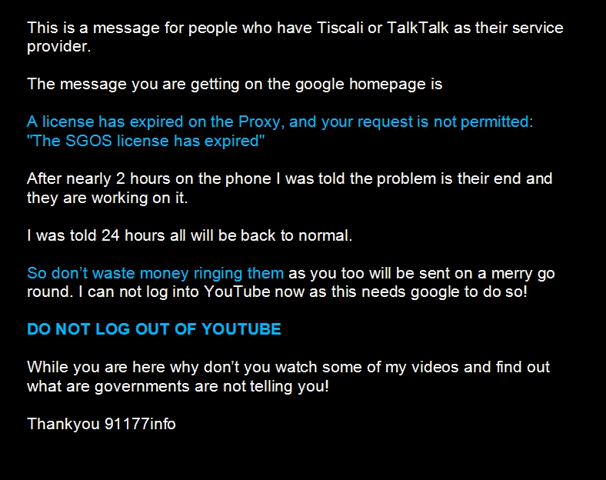 This is a message for people who have Tiscali or TalkTalk as their service
provider.
The message you are getting on the google homepage is
A license has expired on the Proxy, and your request is not permitted:
"The SGOS license has expired"
After nearly 2 hours on the phone I was told the problem is their end and
they are working on it.
I was told 24 hours all will be back to normal.
So don’t waste money ringing them as you too will be sent on a merry go
round. I can not log into YouTube now as this needs google to do so!
DO NOT LOG OUT OF YOUTUBE
While you are here why don’t you watch some of my videos and find out
what are governments are not telling you!
Thankyou 91177info